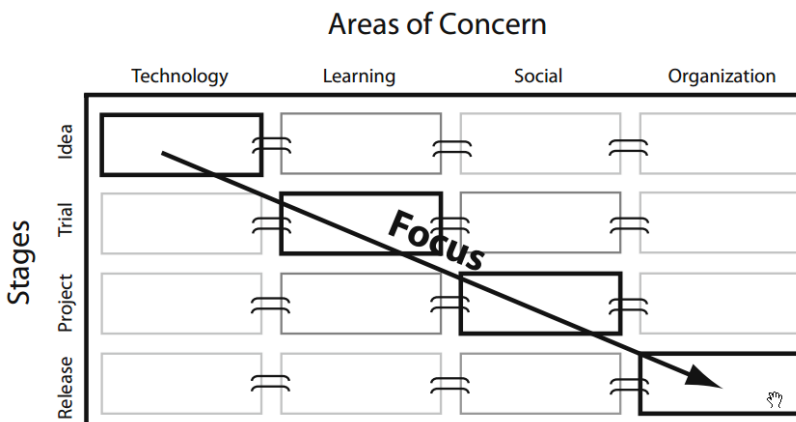 Areas of Concern
Technology Learning Social Organization
Stages
Idea
Trial
Project
Release
Focus